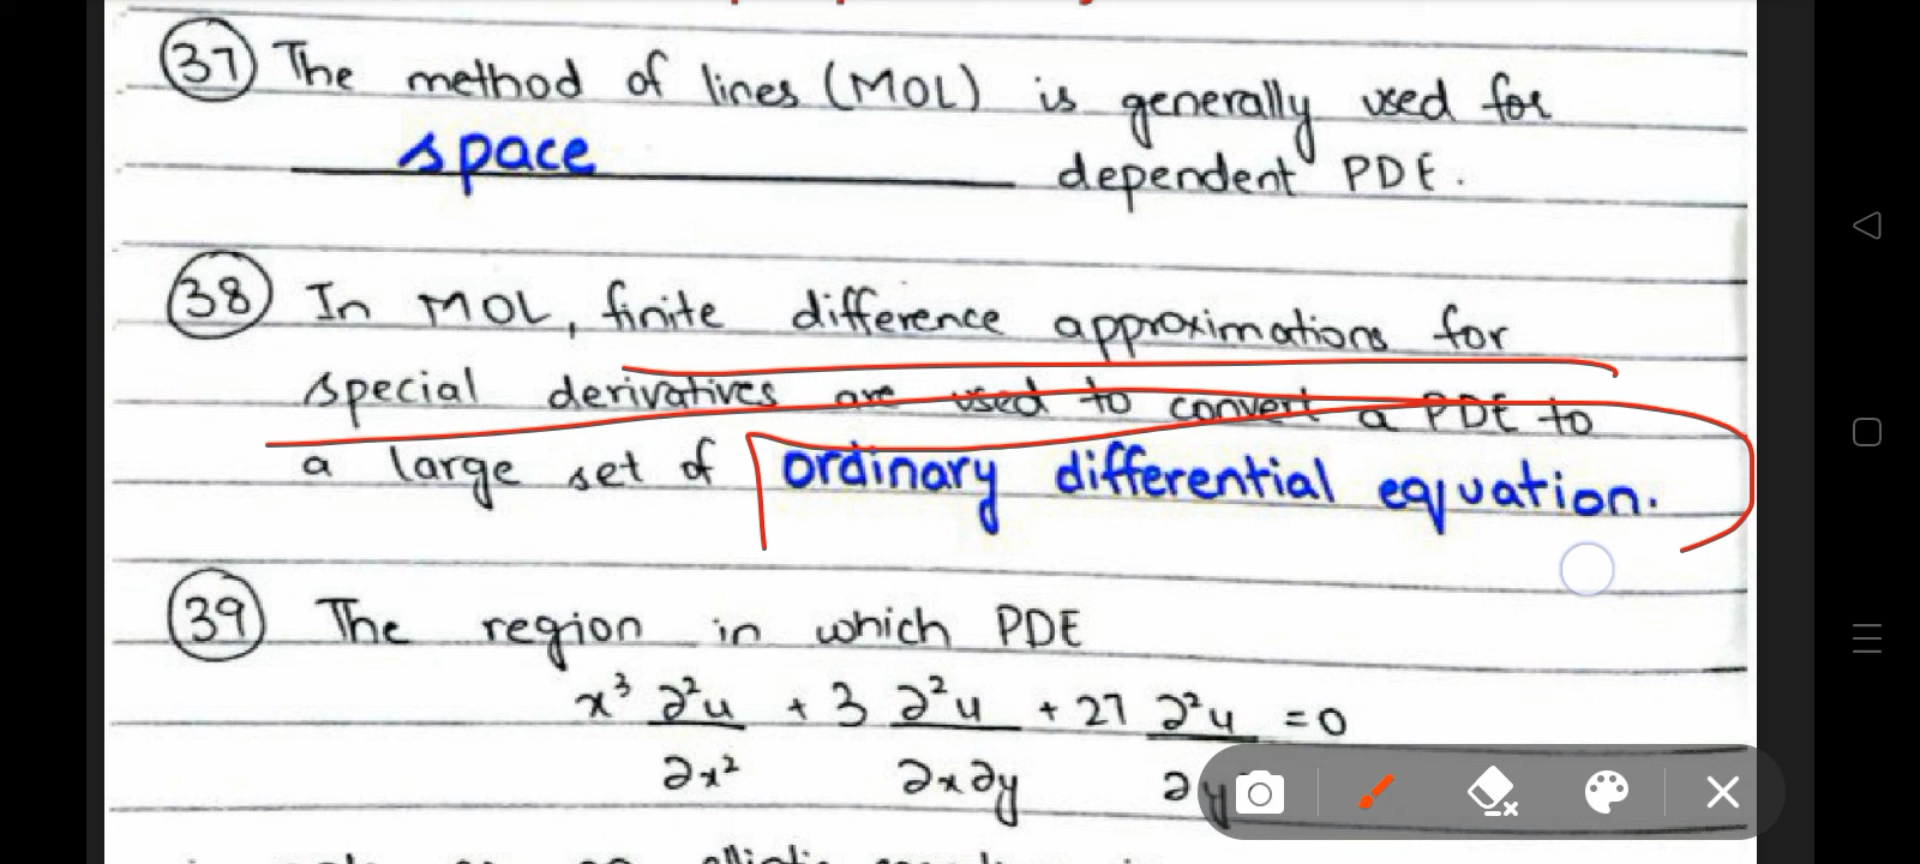 37 The method of lines (MOL) is generally used for
space dependent PDE.
38 In MOL, finite difference approximations for
special derivatives are used to convert a PDE to
a large set of ordinary differential equation.
39 The region in which PDE
x³ ∂²u/∂x² + 3 ∂²u/∂x∂y + 27 ∂²u/∂y = 0
elliptic